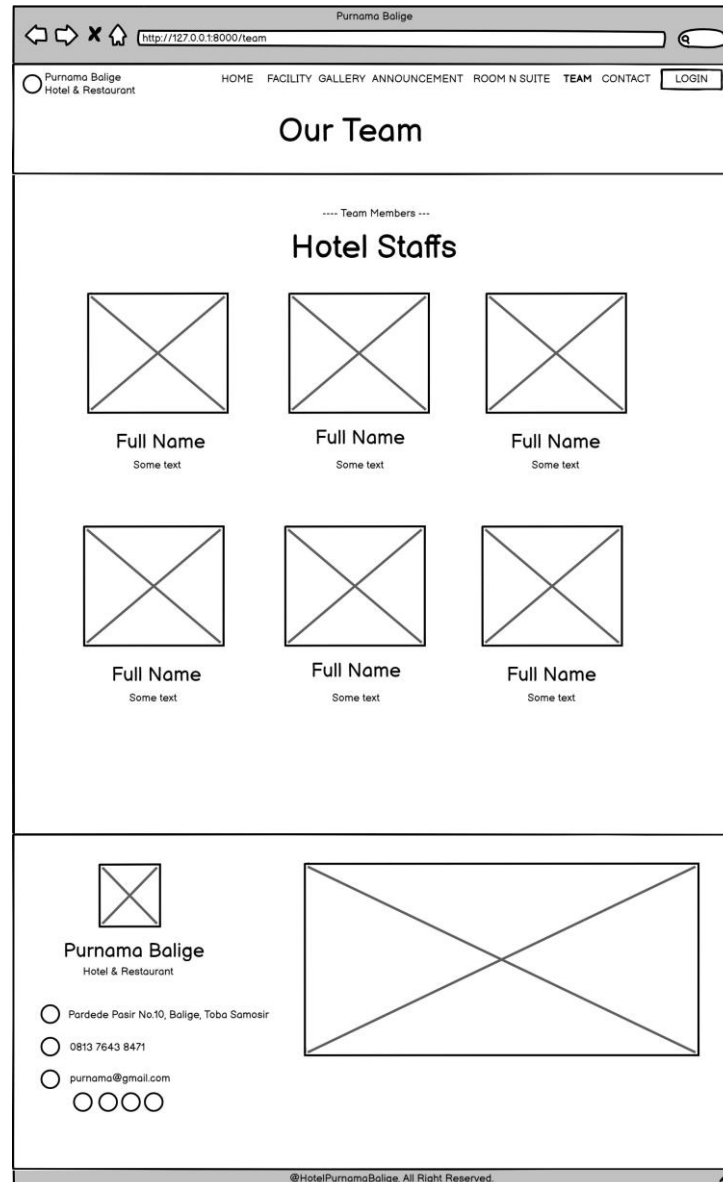 Purnama Balige
http://127.0.0.1:8000/team
Purnama Balige
Hotel & Restaurant
HOME FACILITY GALLERY ANNOUNCEMENT ROOM N SUITE TEAM CONTACT LOGIN
Our Team
---- Team Members ---
Hotel Staffs
Full Name Full Name Full Name
Some text Some text Some text
Full Name Full Name Full Name
Some text Some text Some text
Purnama Balige
Hotel & Restaurant
Pardede Pasir No.10, Balige, Toba Samosir
0813 7643 8471
purnama@gmail.com
@HotelPurnamaBalige. All Right Reserved.